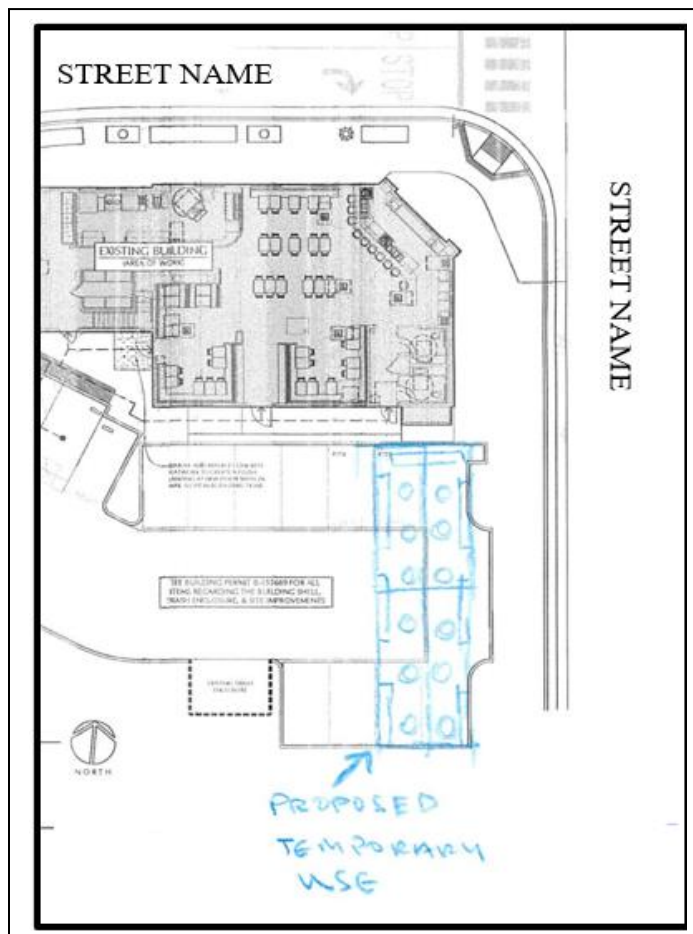 STREET NAME
STOP
STREET NAME
EXISTING BUILDING
(AREA OF WORK)
SEE BUILDING PERMIT
FOR ALL
ITEMS REGARDING THE BUILDING SHELL,
TRASH ENCLOSURE, & SITE IMPROVEMENTS
NORTH
PROPOSED
TEMPORARY
USE